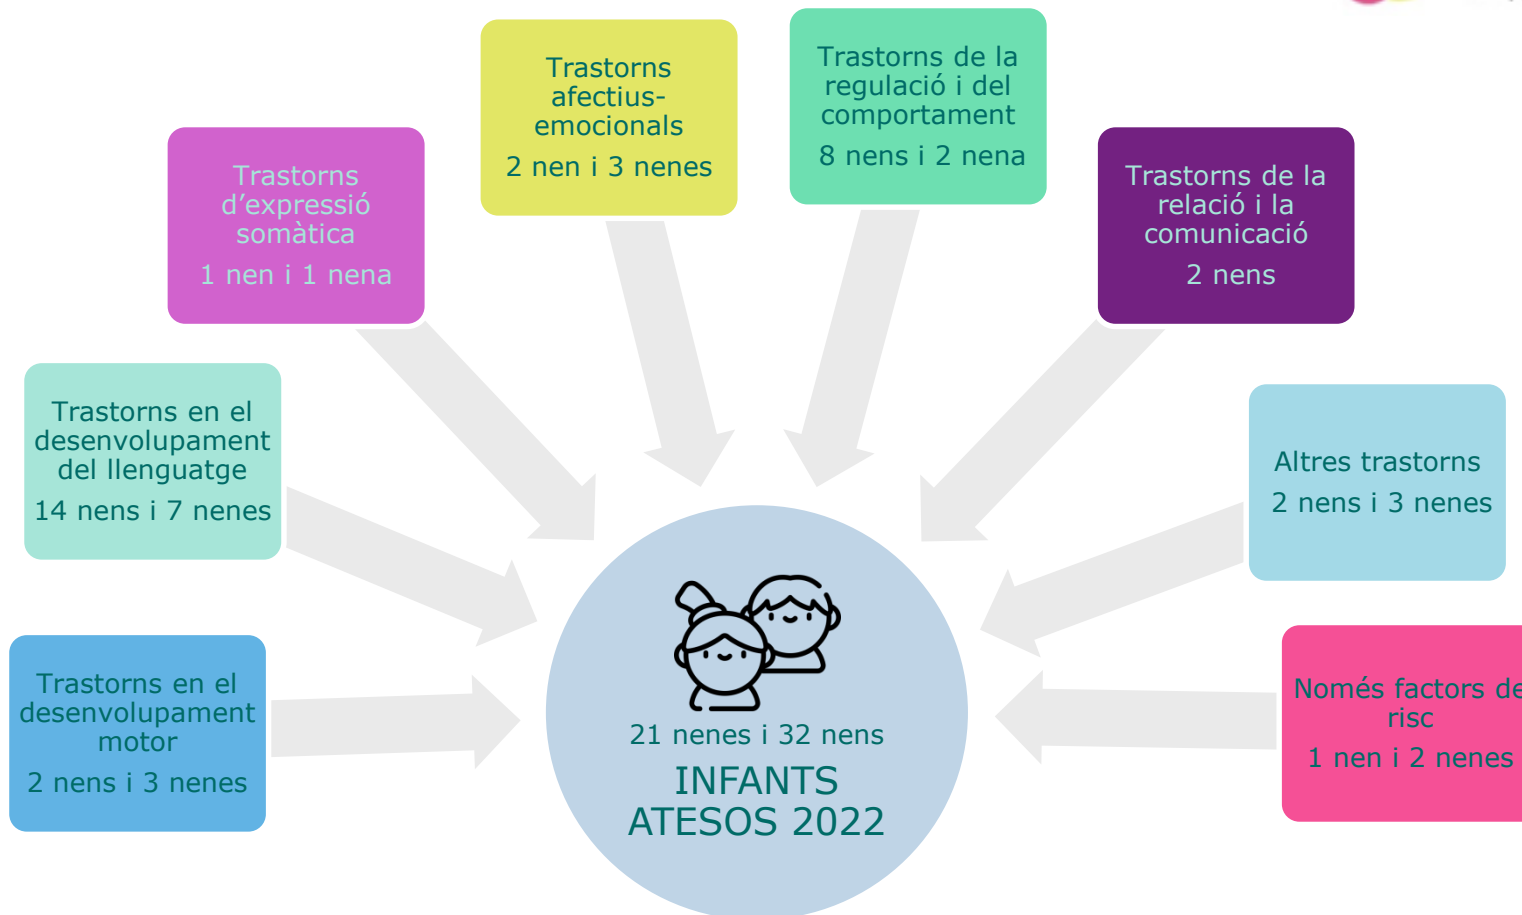 Trastorns en el
desenvolupament
motor
2 nens i 3 nenes
Trastorns en el
desenvolupament
del llenguatge
14 nens i 7 nenes
Trastorns
d’expressió
somàtica
1 nen i 1 nena
Trastorns
afectius-
emocionals
2 nen i 3 nenes
Trastorns de la
regulació i del
comportament
8 nens i 2 nena
Trastorns de la
relació i la
comunicació
2 nens
Altres trastorns
2 nens i 3 nenes
Només factors de
risc
1 nen i 2 nenes
21 nenes i 32 nens
INFANTS
ATESOS 2022